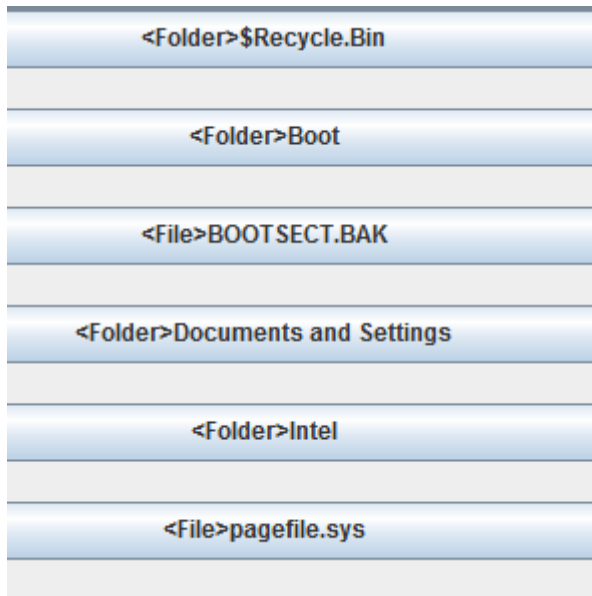 <Folder>$Recycle.Bin
<Folder>Boot
<File>BOOTSECT.BAK
<Folder>Documents and Settings
<Folder>Intel
<File>pagefile.sys